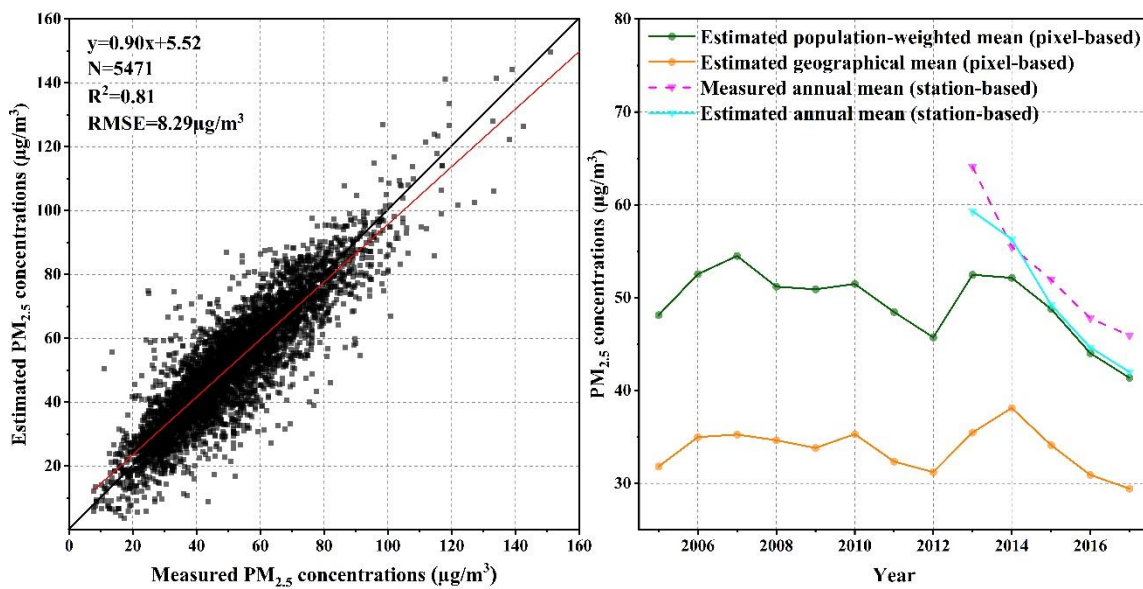 y=0.90x+5.52
N=5471
R²=0.81
RMSE=8.29μg/m³
Estimated PM₂.₅ concentrations (μg/m³)
160
140
120
100
80
60
40
20
0 20 40 60 80 100 120 140 160
Measured PM₂.₅ concentrations (μg/m³)
Estimated population-weighted mean (pixel-based)
Estimated geographical mean (pixel-based)
Measured annual mean (station-based)
Estimated annual mean (station-based)
PM₂.₅ concentrations (μg/m³)
80
70
60
50
40
30
2006 2008 2010 2012 2014 2016
Year